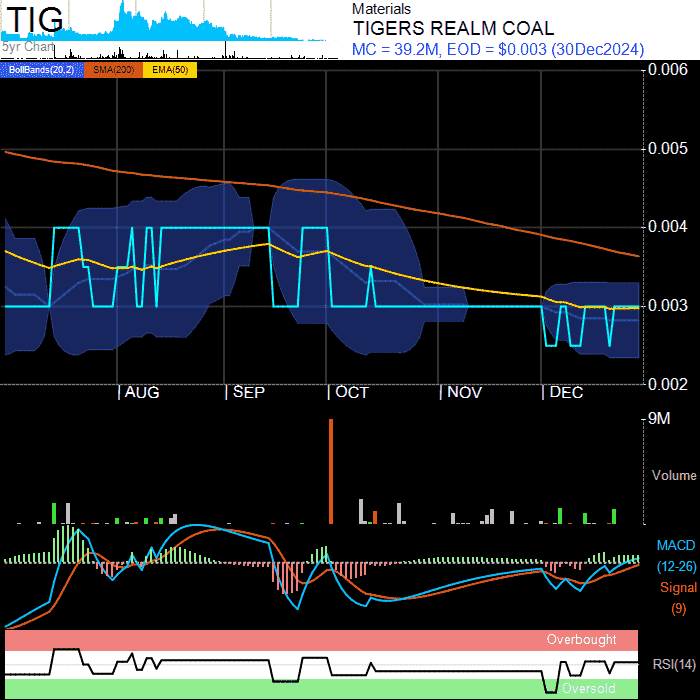 TIG
5yr Chart
Materials
TIGERS REALM COAL
MC = 39.2M, EOD = $0.003 (30Dec2024)
BollBands(20,2) SMA(200) EMA(50)
0.006
0.005
0.004
0.003
0.002
AUG SEP OCT NOV DEC
9M
Volume
MACD
(12-26)
Signal
(9)
Overbought
RSI(14)
Oversold